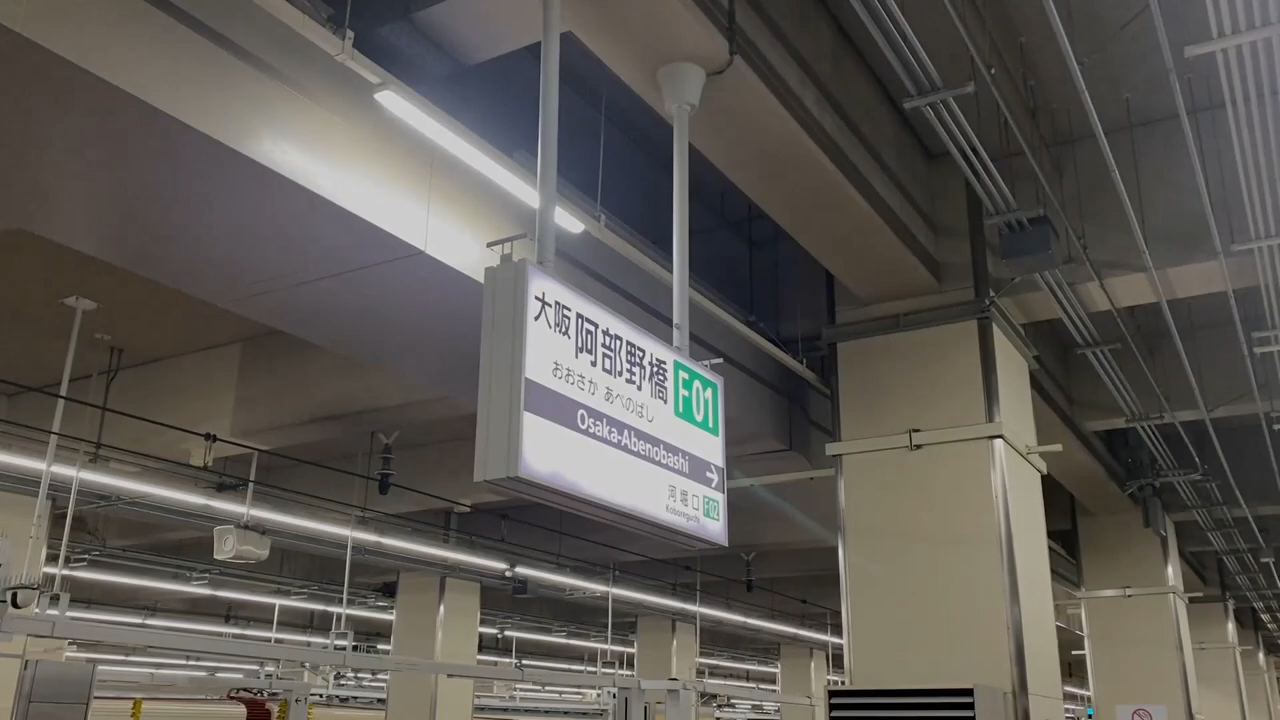 大阪阿部野橋 F01
おおさか あべのばし
Osaka-Abenobashi →
河堀口 F02
Koboreguchi